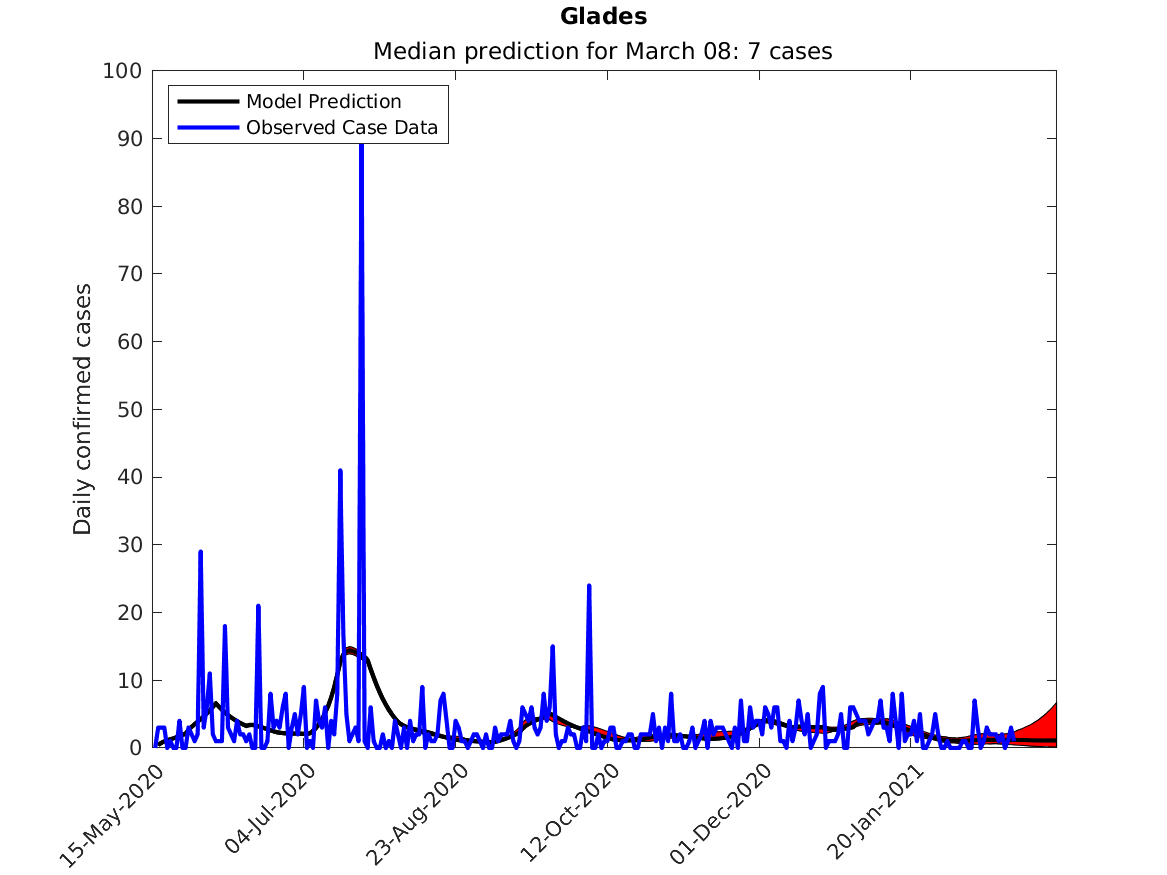 Glades
Median prediction for March 08: 7 cases
Model Prediction
Observed Case Data
Daily confirmed cases
100
90
80
70
60
50
40
30
20
10
0
15-May-2020
04-Jul-2020
23-Aug-2020
12-Oct-2020
01-Dec-2020
20-Jan-2021